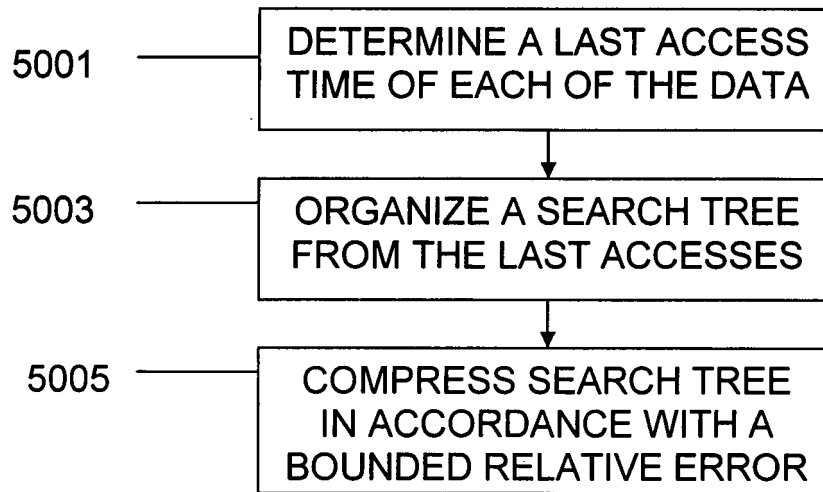 5001
DETERMINE A LAST ACCESS
TIME OF EACH OF THE DATA
5003
ORGANIZE A SEARCH TREE
FROM THE LAST ACCESSES
5005
COMPRESS SEARCH TREE
IN ACCORDANCE WITH A
BOUNDED RELATIVE ERROR